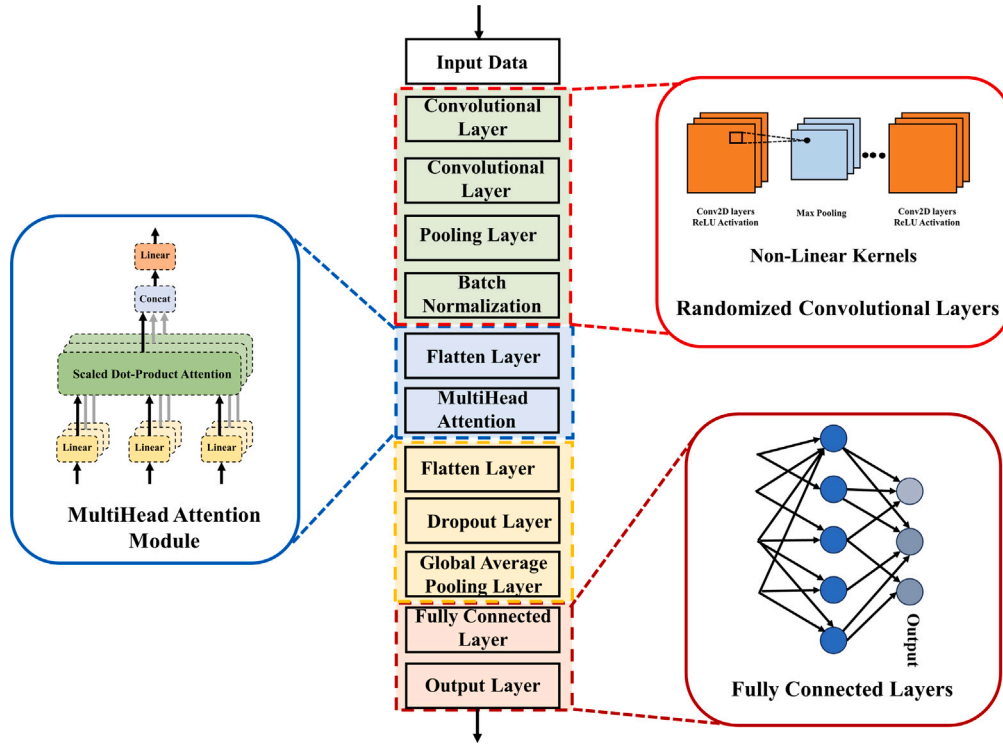 Input Data
Convolutional
Layer
Convolutional
Layer
Pooling Layer
Batch
Normalization
Flatten Layer
MultiHead
Attention
Flatten Layer
Dropout Layer
Global Average
Pooling Layer
Fully Connected
Layer
Output Layer
Linear
Concat
Scaled Dot-Product Attention
Linear
Linear
Linear
MultiHead Attention
Module
Conv2D layers
ReLU Activation
Max Pooling
Conv2D layers
ReLU Activation
Non-Linear Kernels
Randomized Convolutional Layers
Output
Fully Connected Layers